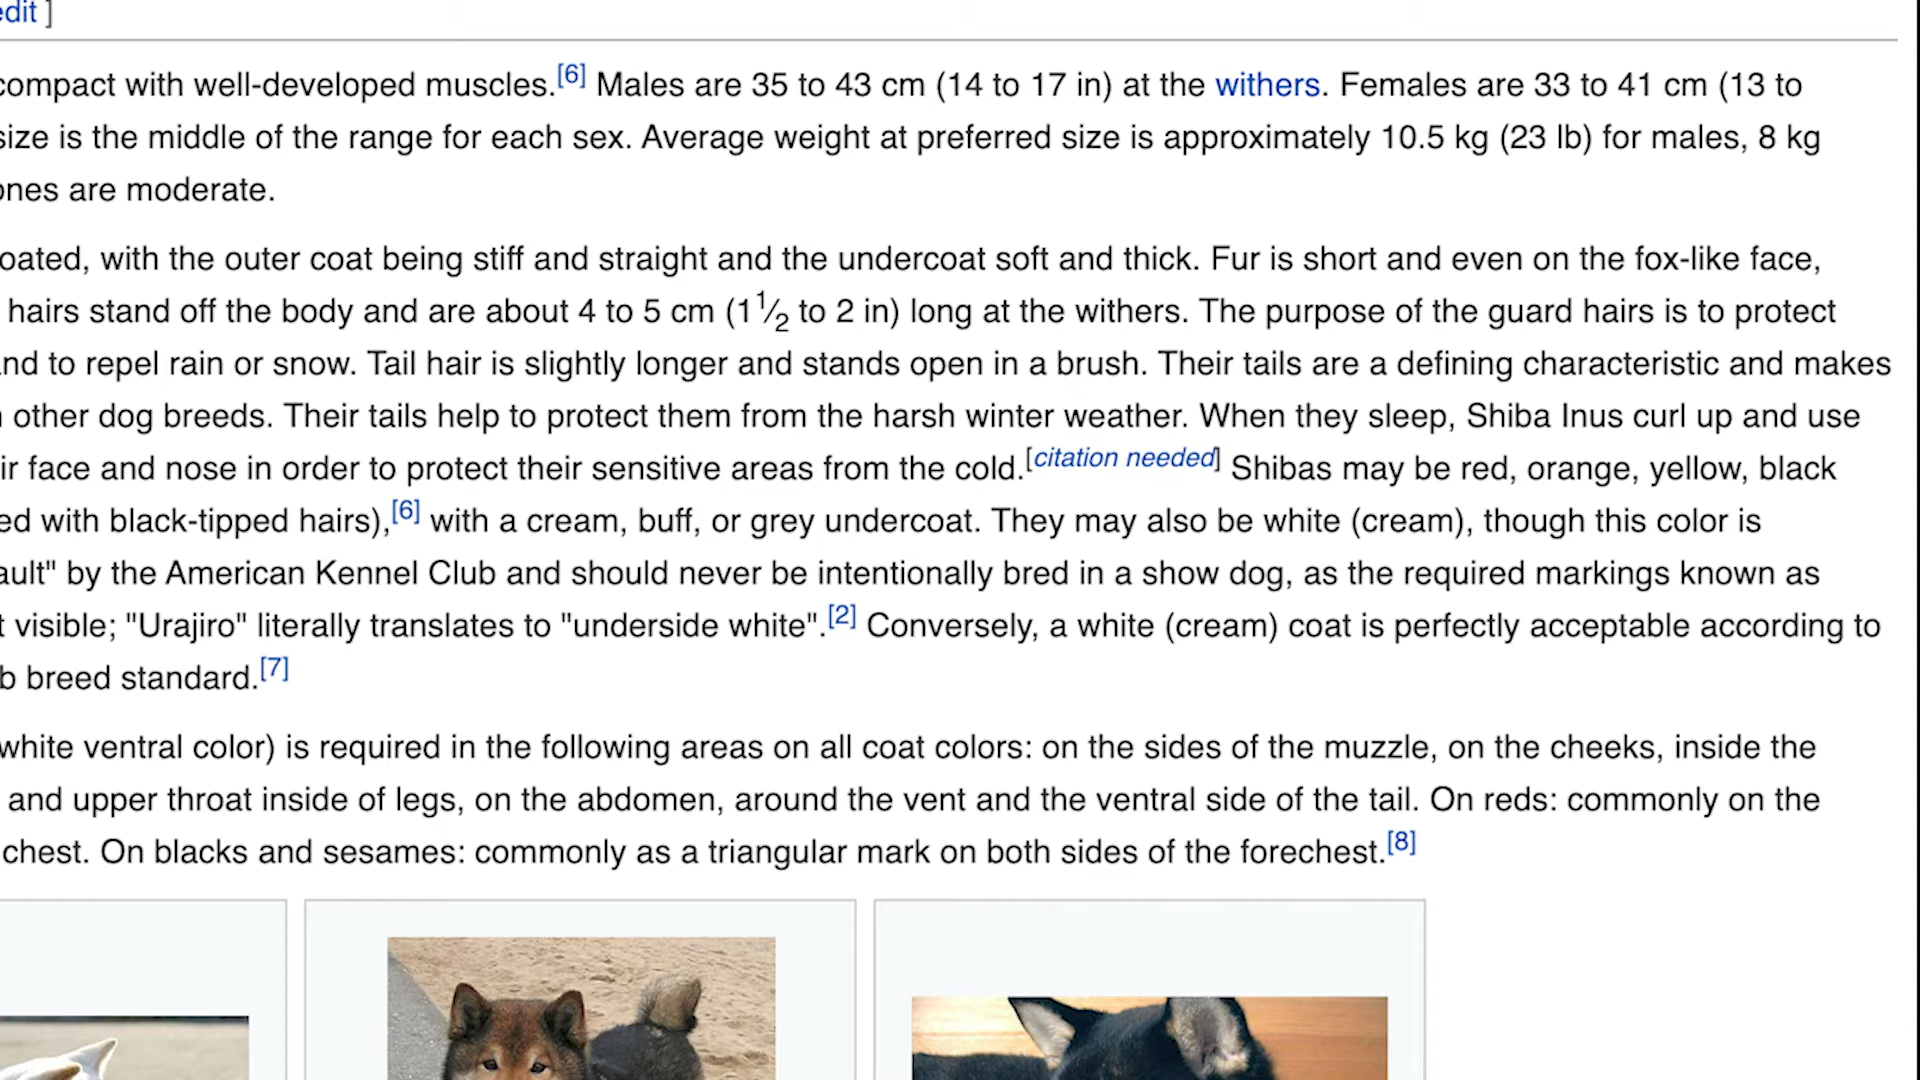 edit ]
compact with well-developed muscles.[6] Males are 35 to 43 cm (14 to 17 in) at the withers. Females are 33 to 41 cm (13 to
size is the middle of the range for each sex. Average weight at preferred size is approximately 10.5 kg (23 lb) for males, 8 kg
ones are moderate.
oated, with the outer coat being stiff and straight and the undercoat soft and thick. Fur is short and even on the fox-like face,
hairs stand off the body and are about 4 to 5 cm (1 1⁄2 to 2 in) long at the withers. The purpose of the guard hairs is to protect
and to repel rain or snow. Tail hair is slightly longer and stands open in a brush. Their tails are a defining characteristic and makes
other dog breeds. Their tails help to protect them from the harsh winter weather. When they sleep, Shiba Inus curl up and use
ir face and nose in order to protect their sensitive areas from the cold.[citation needed] Shibas may be red, orange, yellow, black
ed with black-tipped hairs),[6] with a cream, buff, or grey undercoat. They may also be white (cream), though this color is
ault" by the American Kennel Club and should never be intentionally bred in a show dog, as the required markings known as
t visible; "Urajiro" literally translates to "underside white".[2] Conversely, a white (cream) coat is perfectly acceptable according to
b breed standard.[7]
white ventral color) is required in the following areas on all coat colors: on the sides of the muzzle, on the cheeks, inside the
and upper throat inside of legs, on the abdomen, around the vent and the ventral side of the tail. On reds: commonly on the
chest. On blacks and sesames: commonly as a triangular mark on both sides of the forechest.[8]